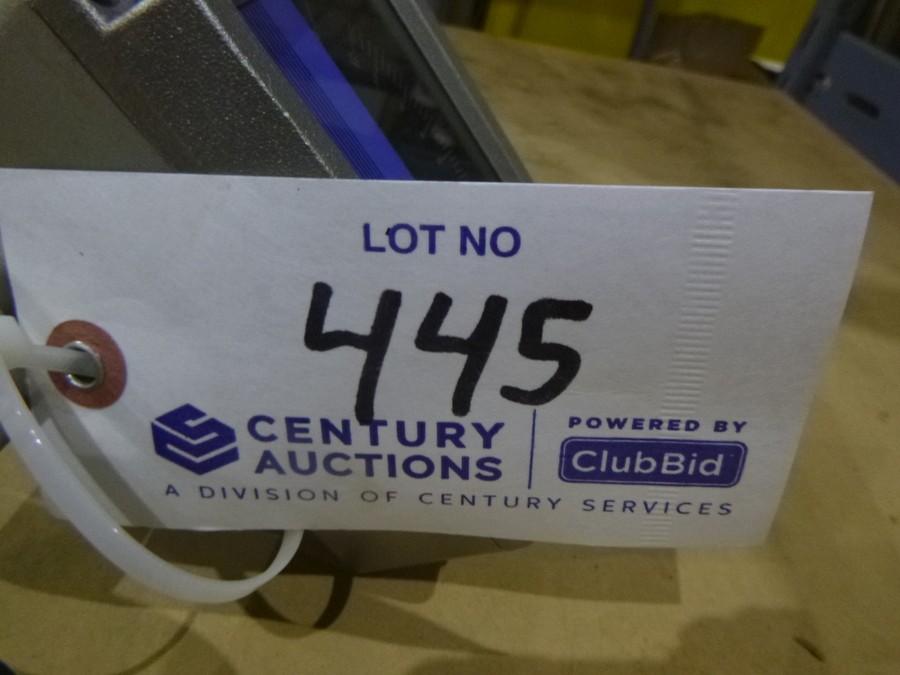 LOT NO
445
CENTURY
AUCTIONS
A DIVISION OF CENTURY SERVICES
POWERED BY
ClubBid